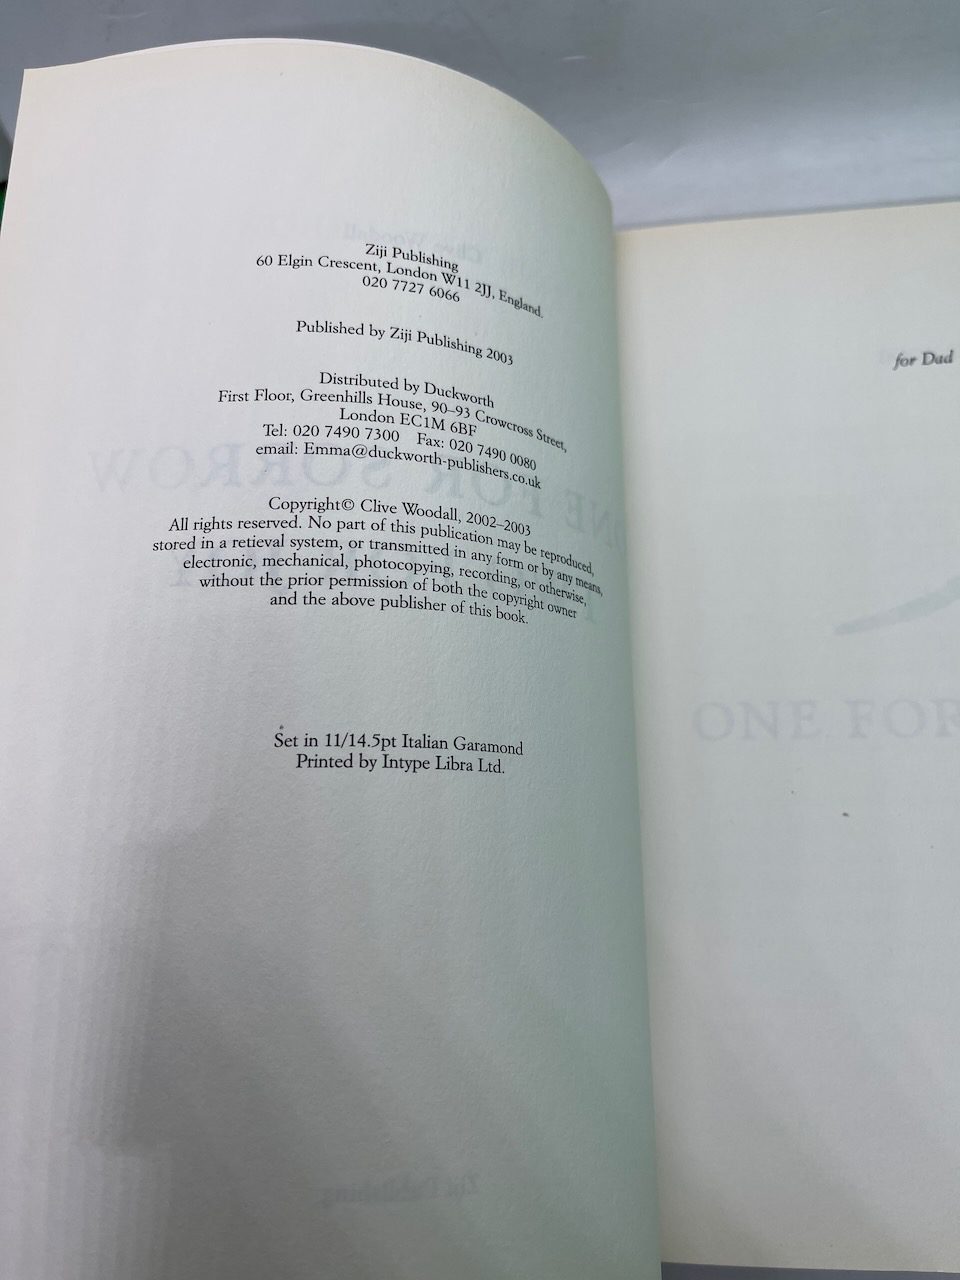 Ziji Publishing
60 Elgin Crescent, London W11 2JJ, England.
020 7727 6066
Published by Ziji Publishing 2003
Distributed by Duckworth
First Floor, Greenhills House, 90–93 Crowcross Street,
London EC1M 6BF
Tel: 020 7490 7300 Fax: 020 7490 0080
email: Emma@duckworth-publishers.co.uk
Copyright© Clive Woodall, 2002–2003
All rights reserved. No part of this publication may be reproduced,
stored in a retieval system, or transmitted in any form or by any means,
electronic, mechanical, photocopying, recording, or otherwise,
without the prior permission of both the copyright owner
and the above publisher of this book.
Set in 11/14.5pt Italian Garamond
Printed by Intype Libra Ltd.
for Dad
ONE FOR